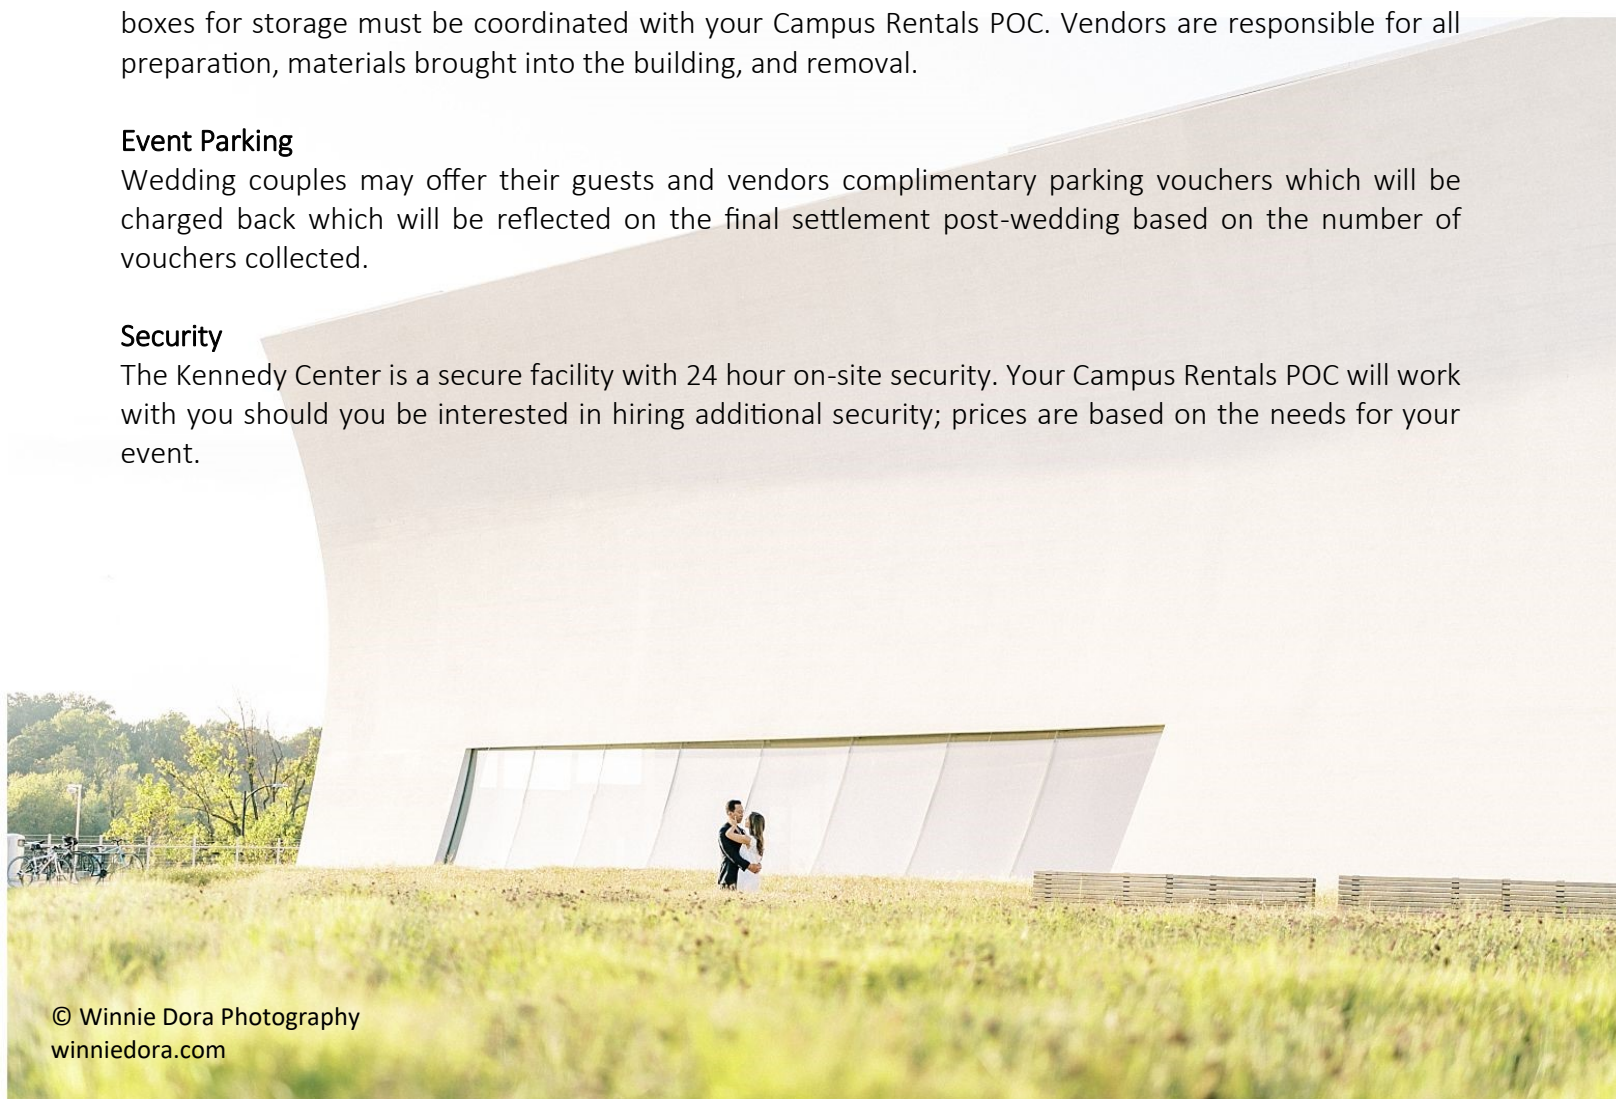 boxes for storage must be coordinated with your Campus Rentals POC. Vendors are responsible for all
preparation, materials brought into the building, and removal.
Event Parking
Wedding couples may offer their guests and vendors complimentary parking vouchers which will be
charged back which will be reflected on the final settlement post-wedding based on the number of
vouchers collected.
Security
The Kennedy Center is a secure facility with 24 hour on-site security. Your Campus Rentals POC will work
with you should you be interested in hiring additional security; prices are based on the needs for your
event.
© Winnie Dora Photography
winniedora.com